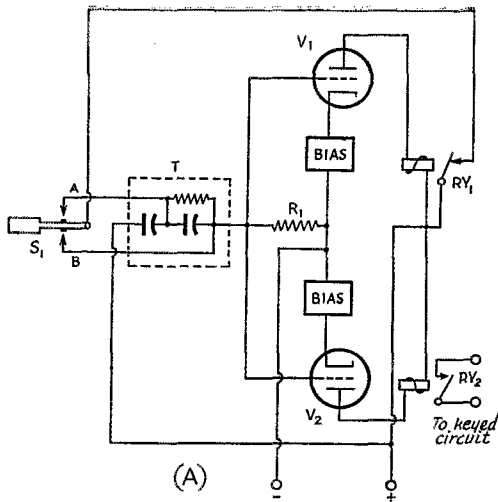 V1
BIAS
A
T
S1
B
R1
RY1
BIAS
V2
RY2
To keyed
circuit
(A)
-
+